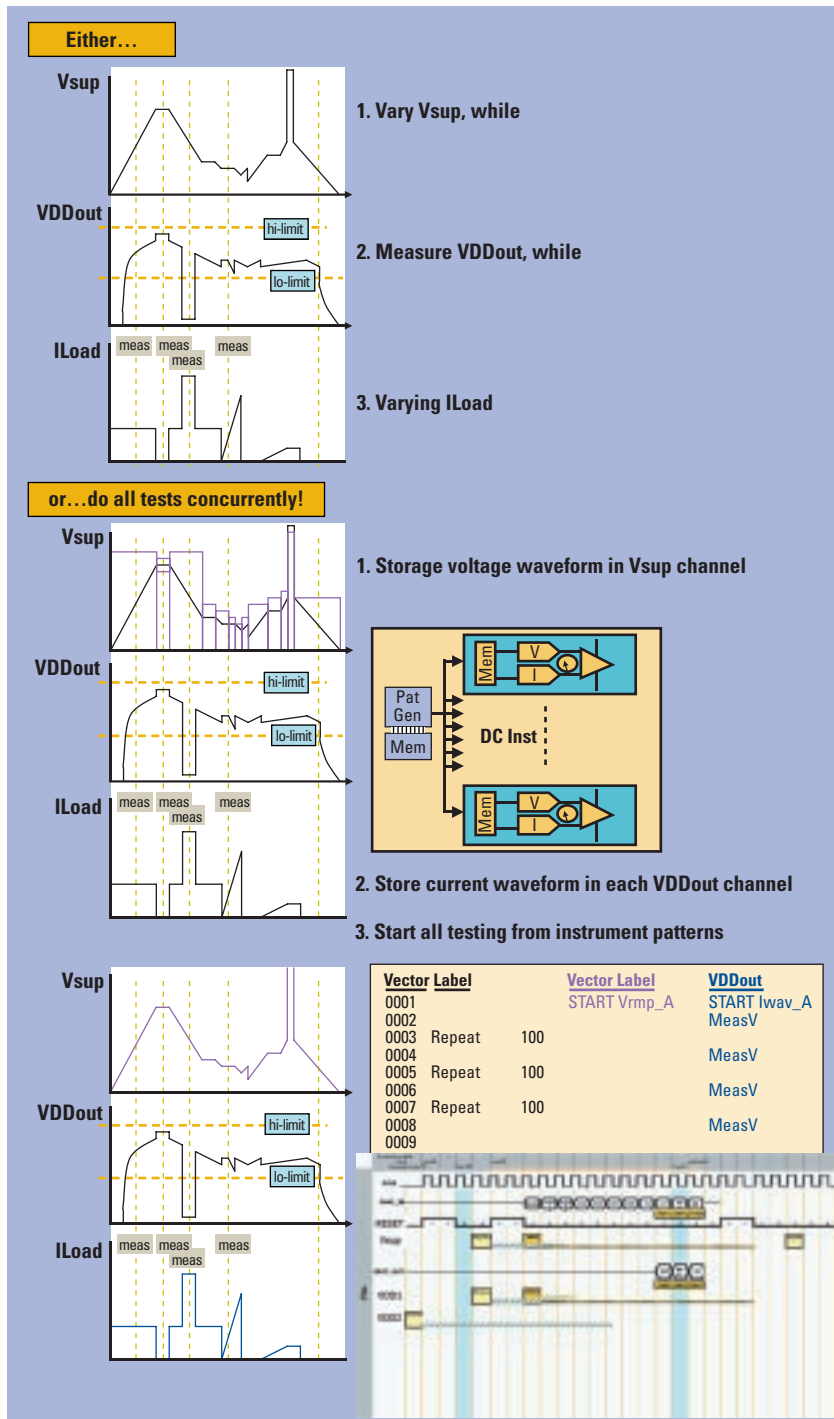 Either…
Vsup
1. Vary Vsup, while
VDDout
hi-limit
2. Measure VDDout, while
lo-limit
ILoad
meas meas meas
meas
3. Varying ILoad
or…do all tests concurrently!
Vsup
1. Storage voltage waveform in Vsup channel
VDDout
hi-limit
lo-limit
Mem V I
Pat Gen
Mem
DC Inst
Mem V I
ILoad
meas meas meas
meas
2. Store current waveform in each VDDout channel
3. Start all testing from instrument patterns
Vsup
VDDout
hi-limit
lo-limit
ILoad
meas meas meas
meas
Vector Label Vector Label VDDout
0001 START Vrmp_A START Iwav_A
0002 MeasV
0003 Repeat 100
0004 MeasV
0005 Repeat 100
0006 MeasV
0007 Repeat 100
0008 MeasV
0009
RESET
Vsup